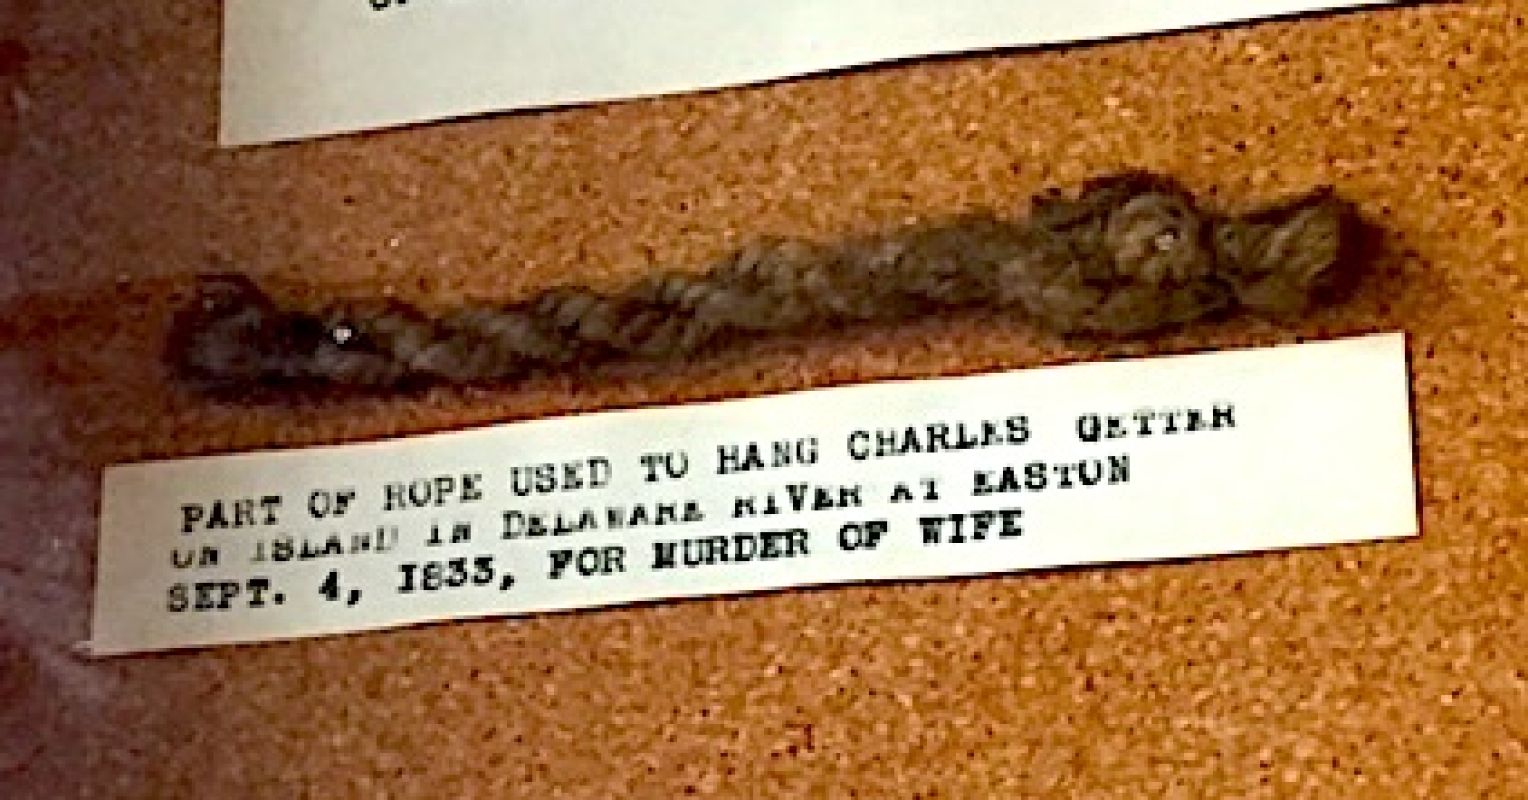 PART OF ROPE USED TO HANG CHARLES GETTER
ON ISLAND IN DELAWARE RIVER AT EASTON
SEPT. 4, 1833, FOR MURDER OF WIFE